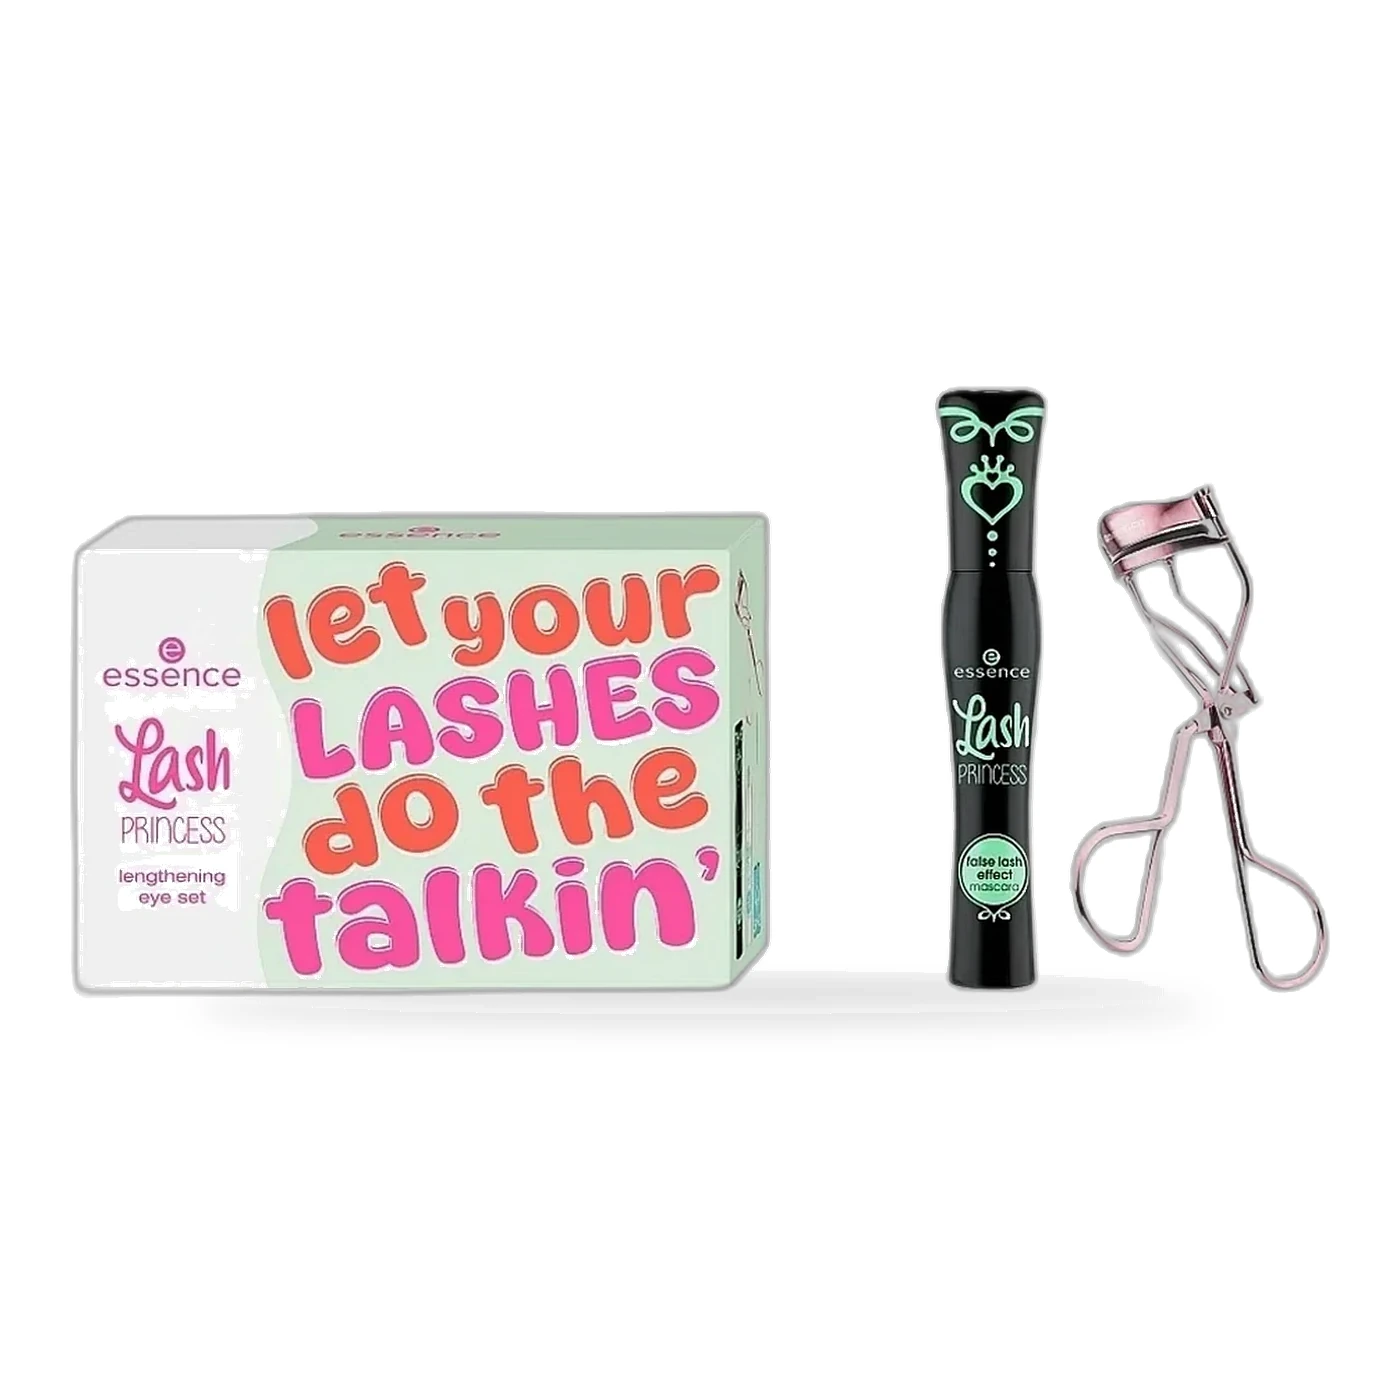 essence
essence
Lash
PRINCESS
lengthening
eye set
let your
LASHES
do the
talkin'
essence
Lash
PRINCESS
false lash
effect
mascara